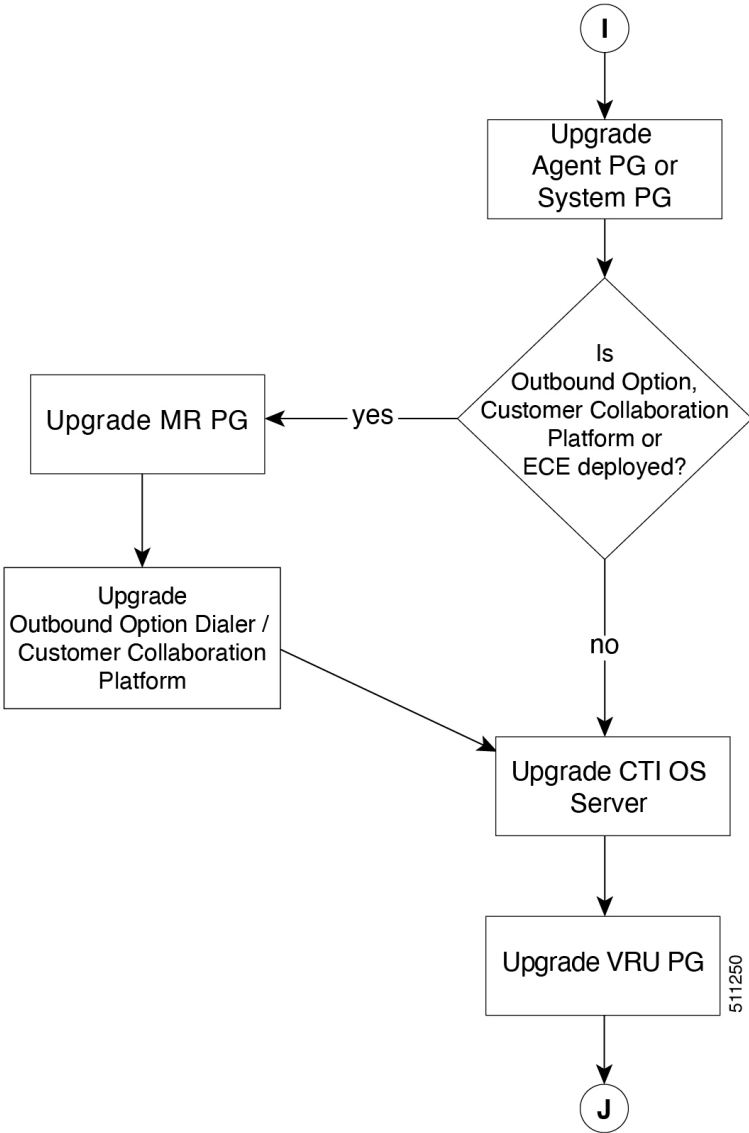 I
Upgrade
Agent PG or
System PG
Is
Outbound Option,
Customer Collaboration
Platform or
ECE deployed?
yes
Upgrade MR PG
Upgrade
Outbound Option Dialer /
Customer Collaboration
Platform
no
Upgrade CTI OS
Server
Upgrade VRU PG
511250
J